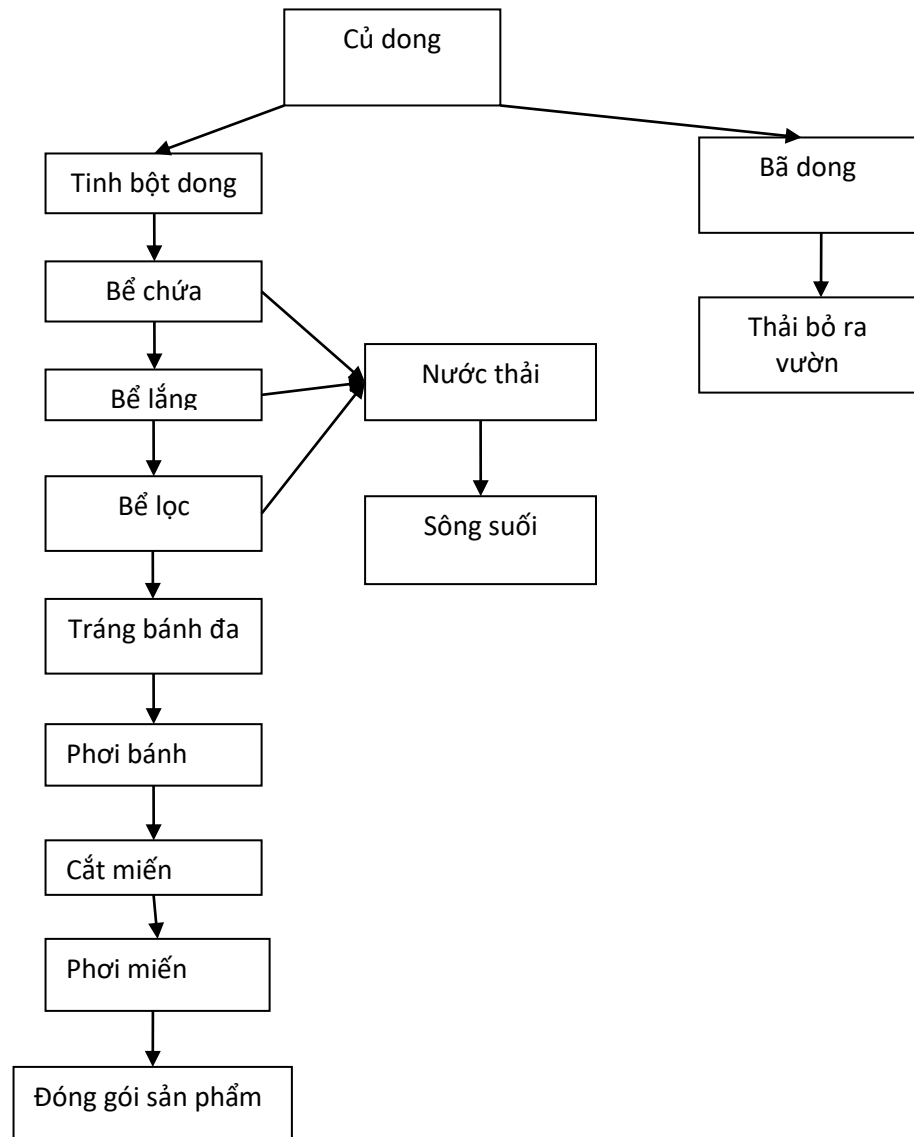 Củ dong
Tinh bột dong
Bã dong
Bể chứa
Thải bỏ ra
vườn
Nước thải
Bể lắng
Bể lọc
Sông suối
Tráng bánh đa
Phơi bánh
Cắt miến
Phơi miến
Đóng gói sản phẩm